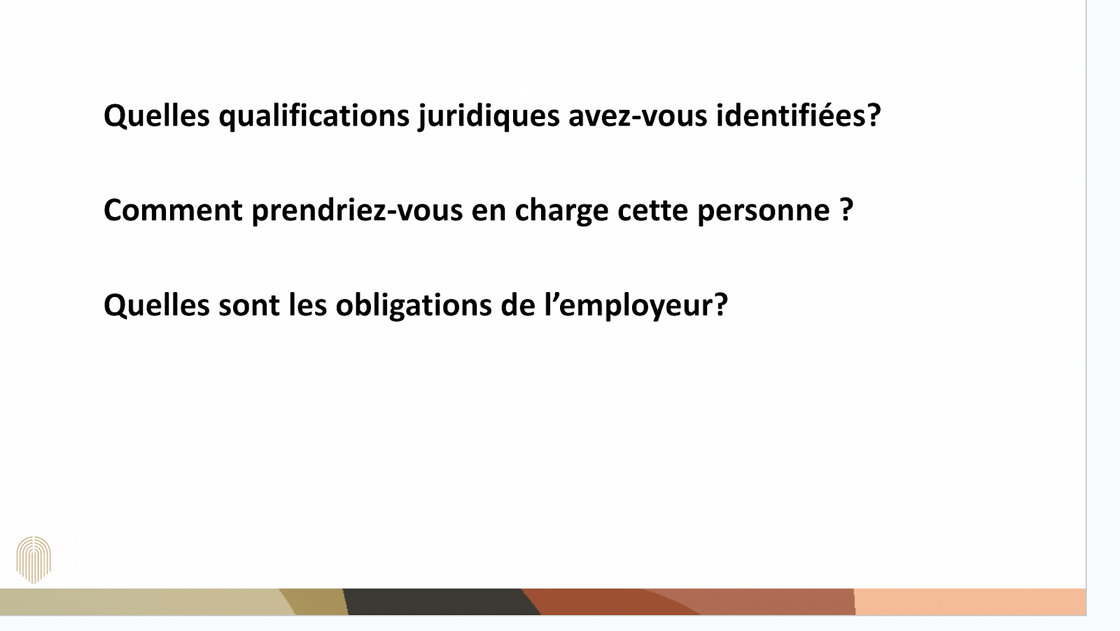 Quelles qualifications juridiques avez-vous identifiées?
Comment prendriez-vous en charge cette personne ?
Quelles sont les obligations de l’employeur?